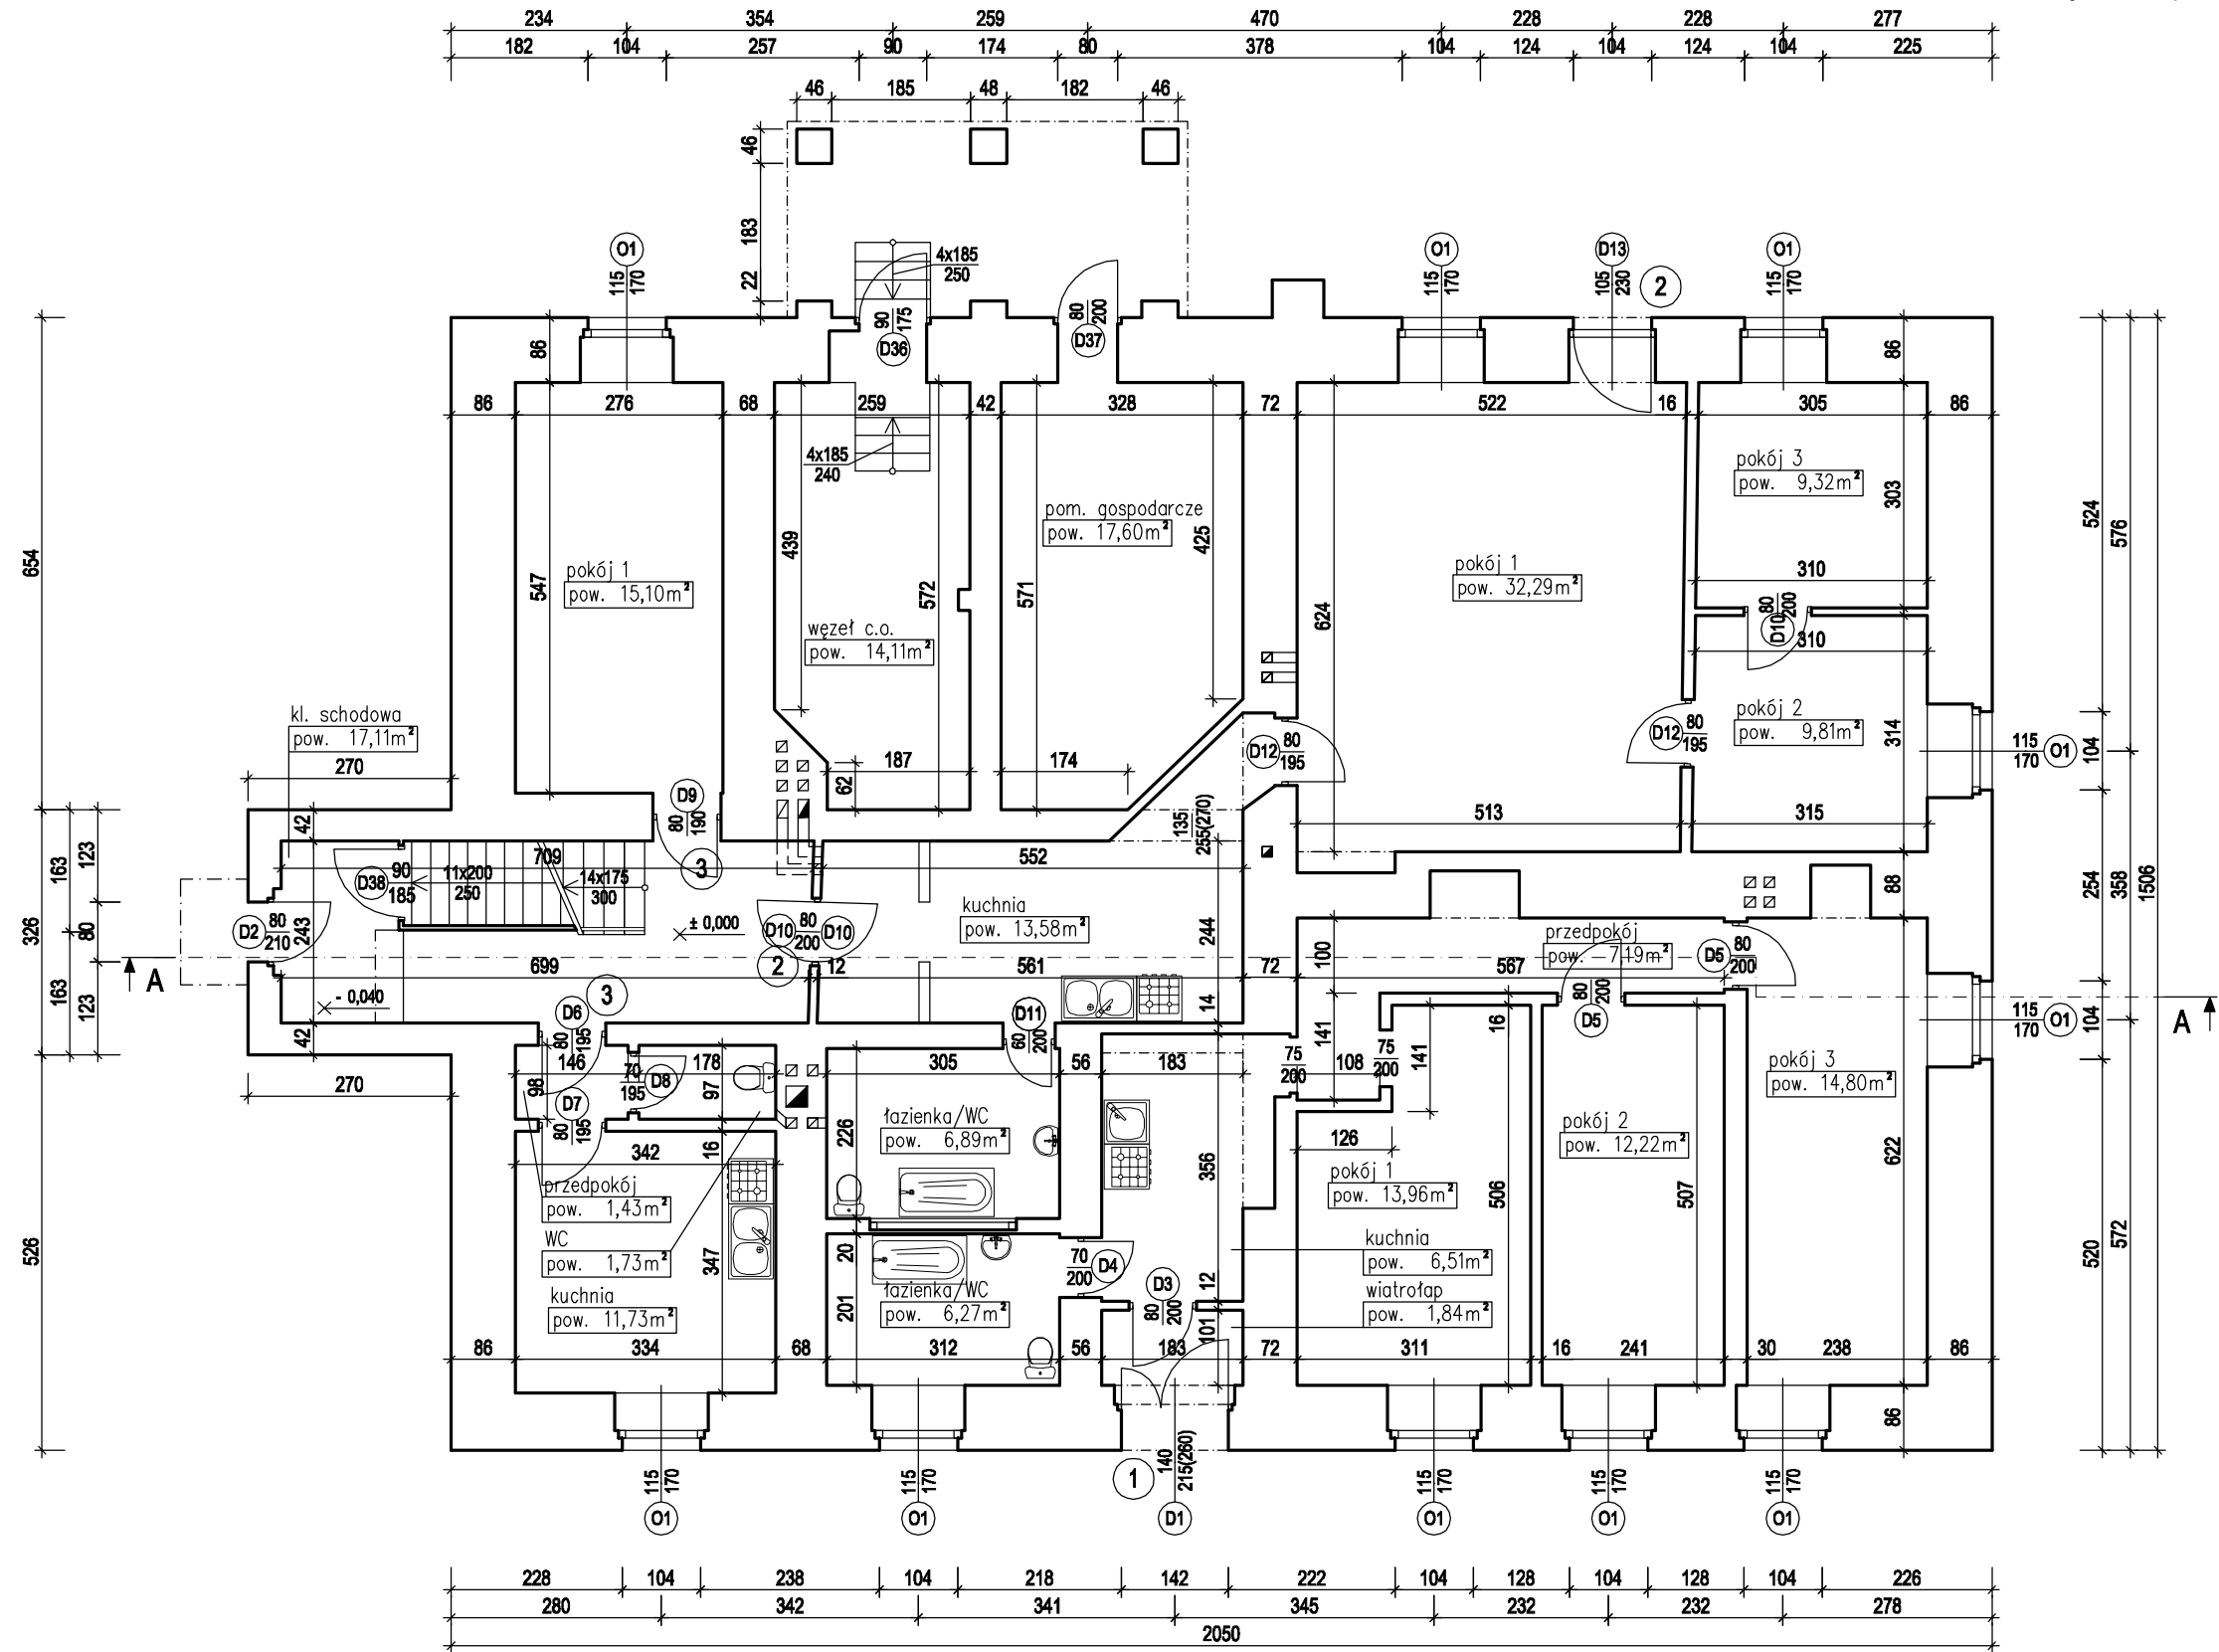 234 354 259 470 228 228 277
182 104 257 90 174 80 378 104 124 104 124 104 225
46 185 48 182 46
46
183
22
O1
115
170
4x185
250
O1
115
170
D13
105
230
2
O1
115
170
90
175
D36
80
200
D37
86
86
86 276 68 259 42 328 72 522 16 305 86
4x185
240
pokój 3
pow. 9,32m²
303
pom. gospodarcze
pow. 17,60m²
439
425
654
524
576
pokój 1
pow. 15,10m²
547
572
571
pokój 1
pow. 32,29m²
310
80
200
D10
624
węzeł c.o.
pow. 14,11m²
310
kl. schodowa
pow. 17,11m²
pokój 2
pow. 9,81m²
314
D12
80
195
D12
80
195
115
170
O1
104
270
187
174
62
D9
80
190
42
135
255(270)
513
315
163
123
709
3
552
D38
90
185
11x200
250
14x175
300
88
254
358
1506
326
80
D2
80
210
243
± 0,000
D10
80
200
D10
kuchnia
pow. 13,58m²
244
100
przedpokój
pow. 7,19m²
D5
80
200
A
699
2
12
561
72
567
163
123
- 0,040
3
14
16
80
200
D5
A
115
170
O1
104
42
D6
80
195
D11
60
200
141
75
200
108
75
200
141
146
178
98
70
195
D8
97
305
56
183
pokój 3
pow. 14,80m²
270
D7
80
195
16
łazienka/WC
pow. 6,89m²
226
pokój 2
pow. 12,22m²
342
126
356
pokój 1
pow. 13,96m²
506
507
622
przedpokój
pow. 1,43m²
WC
pow. 1,73m²
347
20
kuchnia
pow. 6,51m²
526
520
572
70
200
D4
D3
80
200
12
wiatrołap
pow. 1,84m²
kuchnia
pow. 11,73m²
201
łazienka/WC
pow. 6,27m²
101
86 334 68 312 56 183 72 311 16 241 30 238 86
86
115
170
O1
115
170
O1
1
140
215(260)
D1
115
170
O1
115
170
O1
115
170
O1
228 104 238 104 218 142 222 104 128 104 128 104 226
280 342 341 345 232 232 278
2050